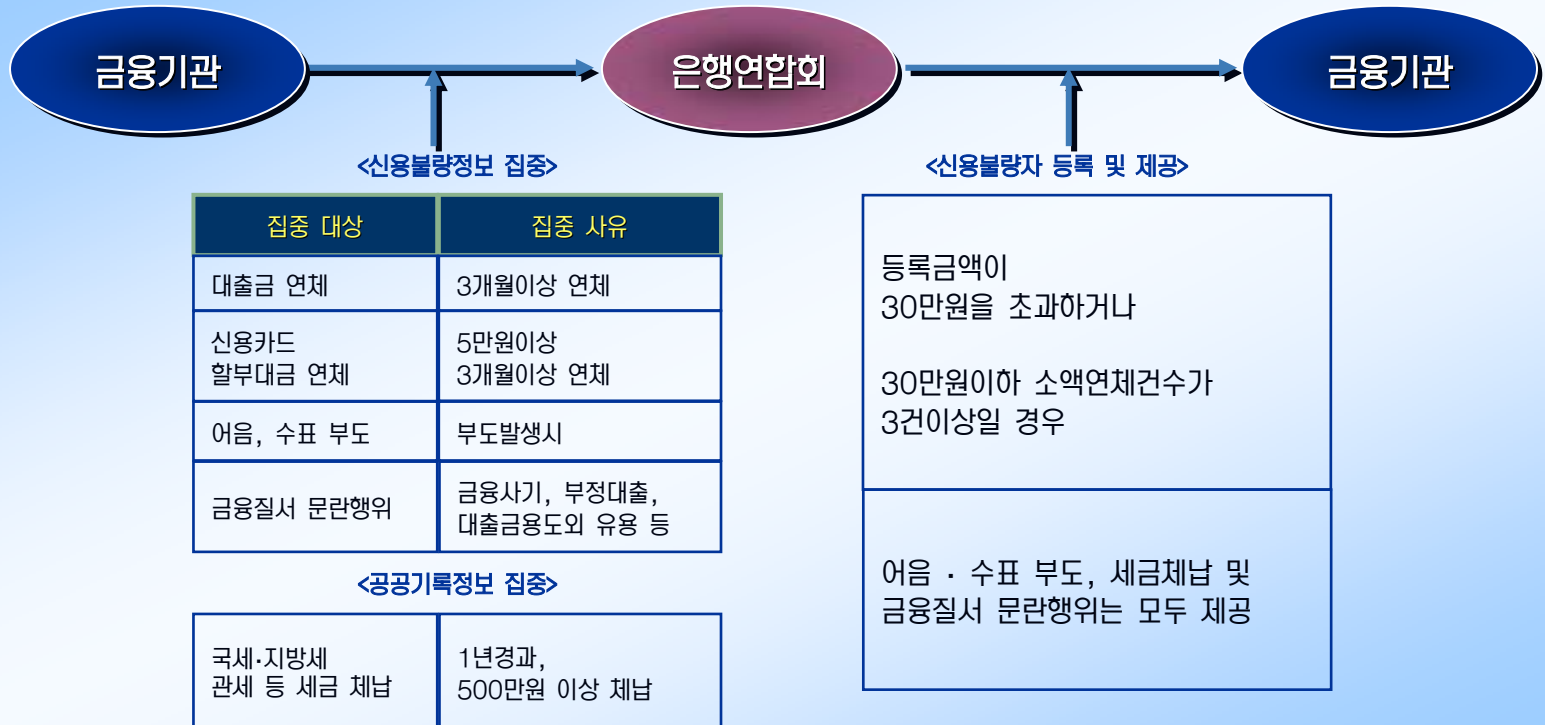 금융기관
은행연합회
금융기관
<신용불량정보 집중>
집중 대상
집중 사유
대출금 연체
3개월이상 연체
신용카드
할부대금 연체
5만원이상
3개월이상 연체
어음, 수표 부도
부도발생시
금융질서 문란행위
금융사기, 부정대출,
대출금용도외 유용 등
<공공기록정보 집중>
국세·지방세
관세 등 세금 체납
1년경과,
500만원 이상 체납
<신용불량자 등록 및 제공>
등록금액이
30만원을 초과하거나
30만원이하 소액연체건수가
3건이상일 경우
어음 · 수표 부도, 세금체납 및
금융질서 문란행위는 모두 제공